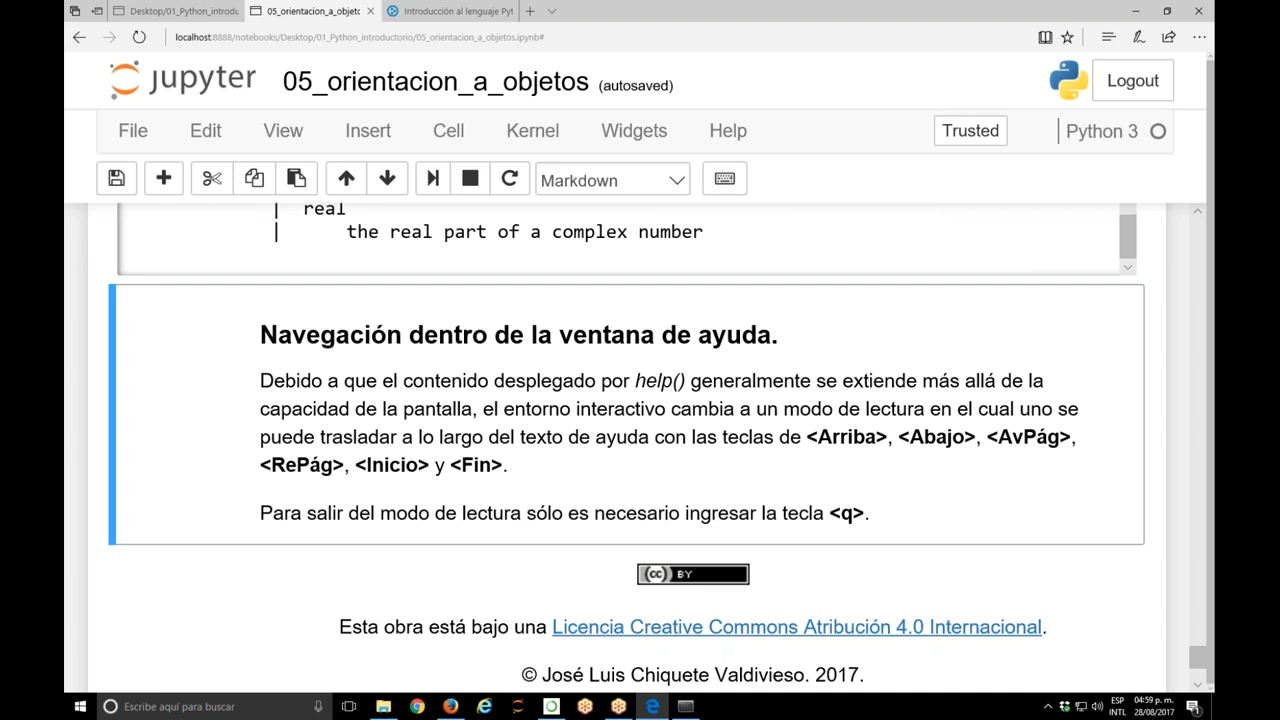 Desktop/01_Python_introdu
05_orientacion_a_objeto
Introducción al lenguaje Pyt
localhost:8888/notebooks/Desktop/01_Python_introductorio/05_orientacion_a_objetos.ipynb#
jupyter
05_orientacion_a_objetos (autosaved)
Logout
File Edit View Insert Cell Kernel Widgets Help
Trusted
Python 3
Markdown
| real
| the real part of a complex number
Navegación dentro de la ventana de ayuda.
Debido a que el contenido desplegado por help() generalmente se extiende más allá de la
capacidad de la pantalla, el entorno interactivo cambia a un modo de lectura en el cual uno se
puede trasladar a lo largo del texto de ayuda con las teclas de <Arriba>, <Abajo>, <AvPág>,
<RePág>, <Inicio> y <Fin>.
Para salir del modo de lectura sólo es necesario ingresar la tecla <q>.
(cc) BY
Esta obra está bajo una Licencia Creative Commons Atribución 4.0 Internacional.
© José Luis Chiquete Valdivieso. 2017.
Escribe aquí para buscar
ESP
INTL
04:59 p. m.
28/08/2017